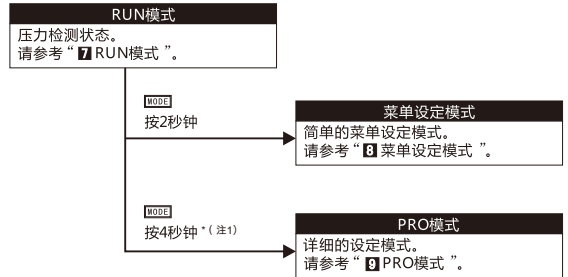 RUN模式
压力检测状态。
请参考“ 7 RUN模式 ”。
MODE
按2秒钟
菜单设定模式
简单的菜单设定模式。
请参考“ 8 菜单设定模式 ”。
MODE
按4秒钟 *(注1)
PRO模式
详细的设定模式。
请参考“ 9 PRO模式 ”。